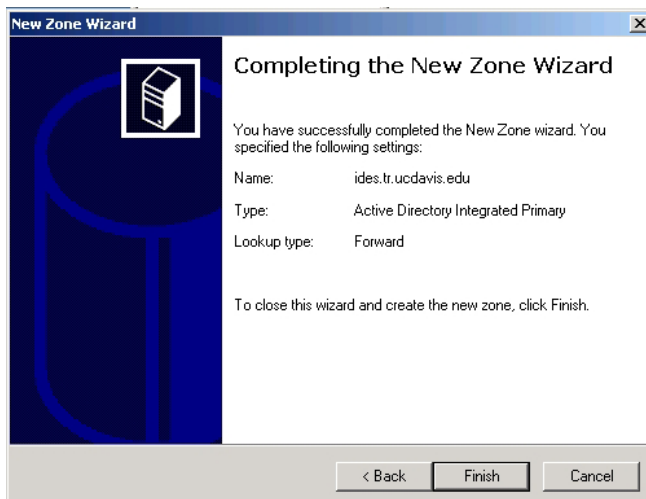 New Zone Wizard
Completing the New Zone Wizard
You have successfully completed the New Zone wizard. You
specified the following settings:
Name: ides.tr.ucdavis.edu
Type: Active Directory Integrated Primary
Lookup type: Forward
To close this wizard and create the new zone, click Finish.
< Back Finish Cancel